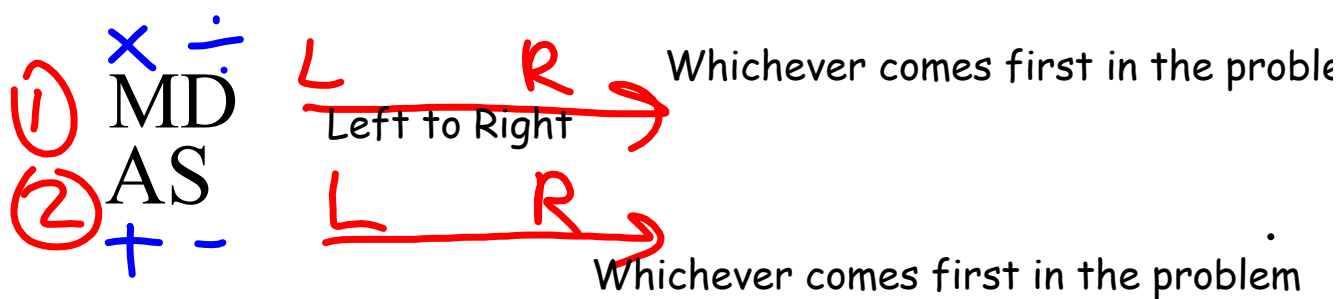 × ÷
L R Whichever comes first in the proble
① MD
Left to Right
② AS
L R
+ -
Whichever comes first in the problem